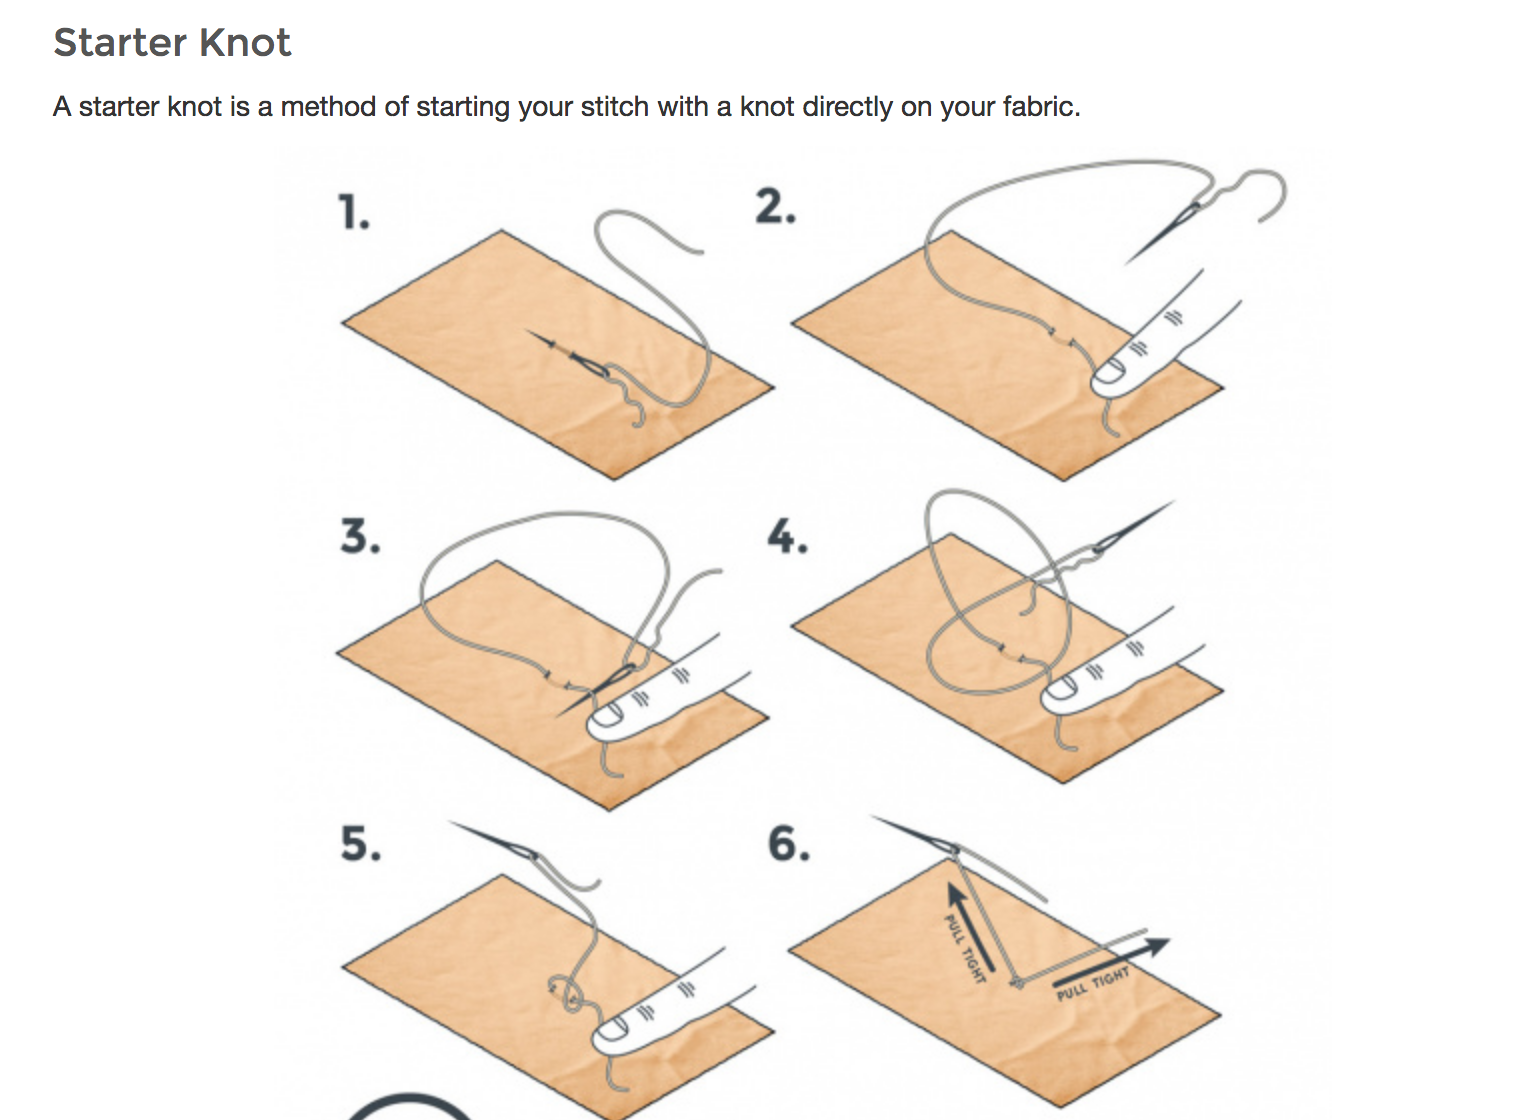 Starter Knot
A starter knot is a method of starting your stitch with a knot directly on your fabric.
1.
2.
3.
4.
5.
6.
PULL TIGHT
PULL TIGHT